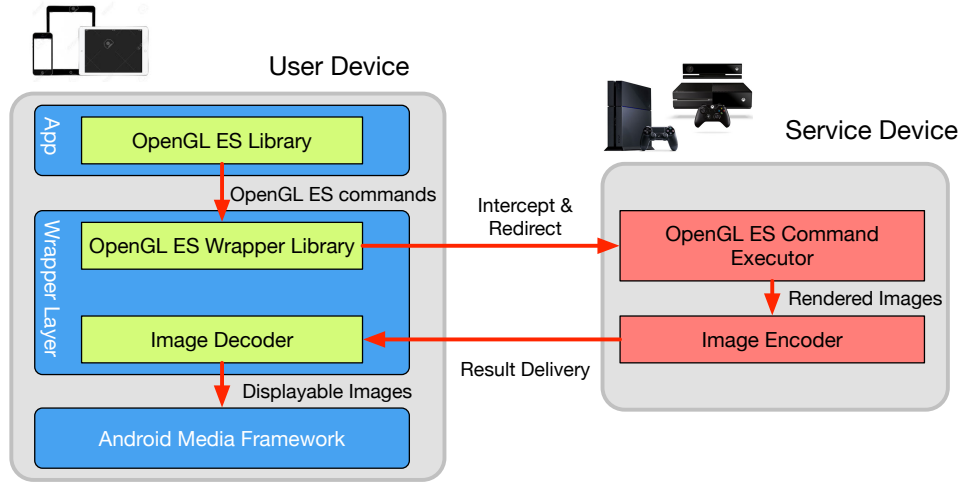 User Device
Service Device
App
OpenGL ES Library
OpenGL ES commands
Wrapper Layer
OpenGL ES Wrapper Library
Intercept &
Redirect
OpenGL ES Command
Executor
Rendered Images
Image Decoder
Image Encoder
Result Delivery
Displayable Images
Android Media Framework